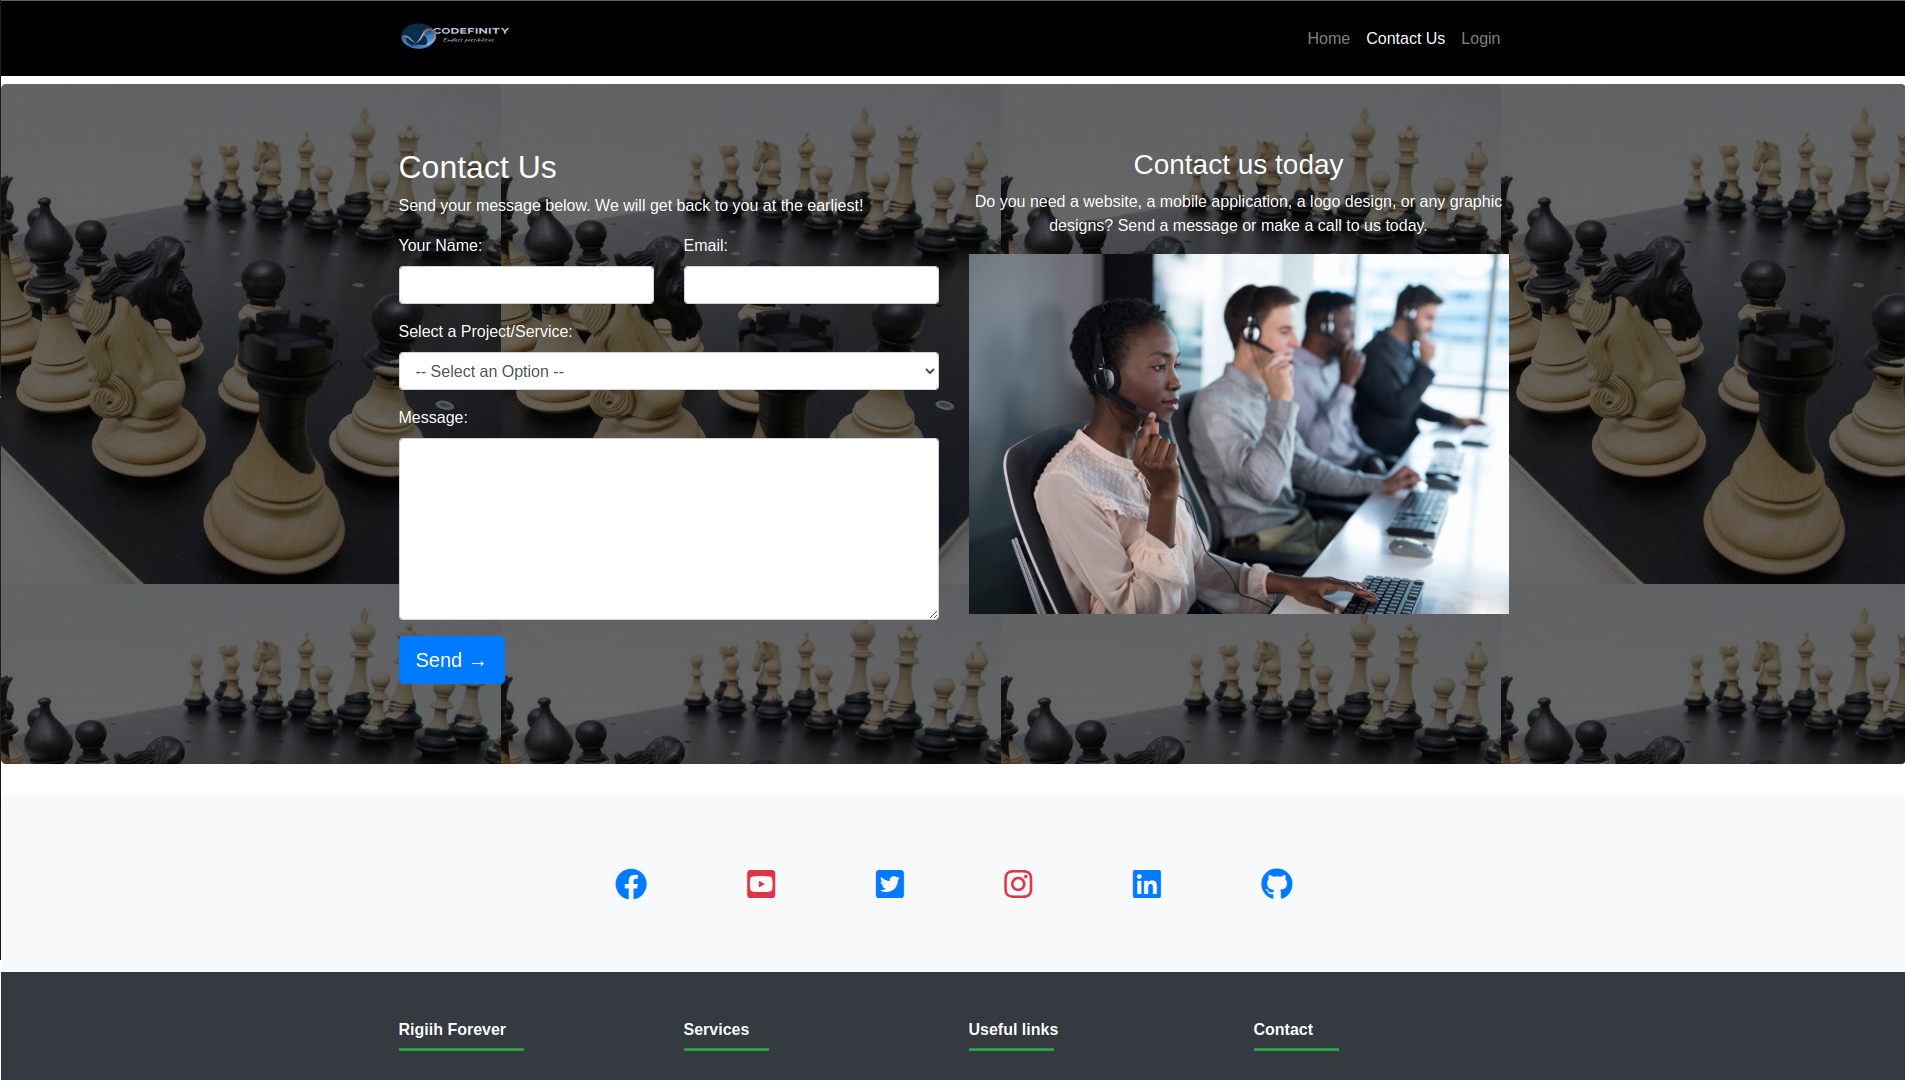 CODEFINITY
Endless possibilities
Home Contact Us Login
Contact Us
Send your message below. We will get back to you at the earliest!
Your Name: Email:
Select a Project/Service:
-- Select an Option --
Message:
Send →
Contact us today
Do you need a website, a mobile application, a logo design, or any graphic
designs? Send a message or make a call to us today.
Rigiih Forever Services Useful links Contact